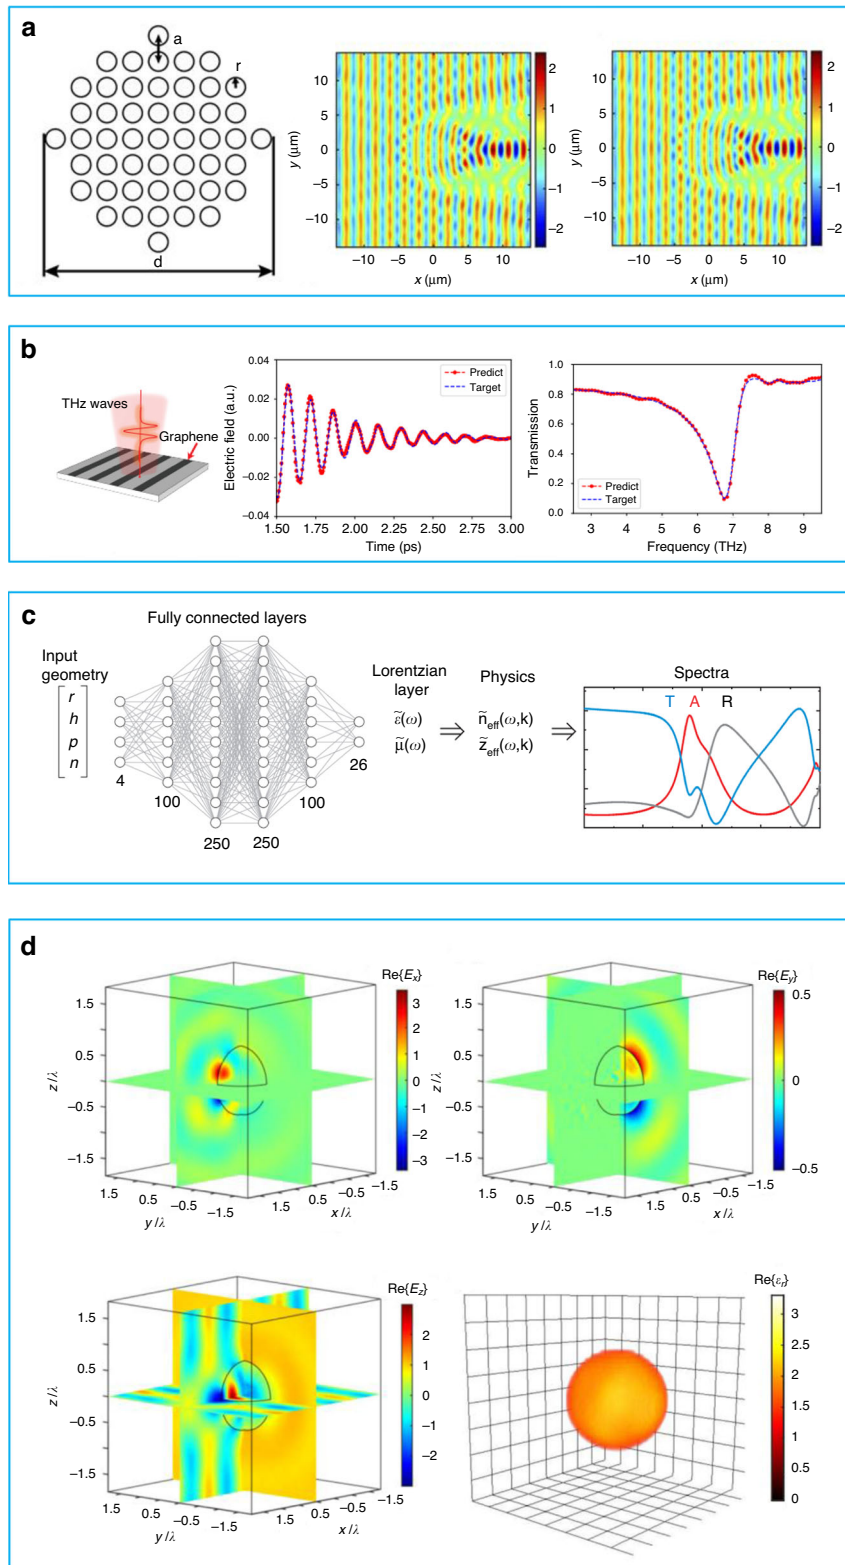 a
a
r
d
y (μm)
10
5
0
−5
−10
−10
−5
0
5
10
x (μm)
2
1
0
−1
−2
y (μm)
10
5
0
−5
−10
−10
−5
0
5
10
x (μm)
2
1
0
−1
−2
b
THz waves
Graphene
Electric field (a.u.)
0.04
0.02
0.00
−0.02
−0.04
1.50
1.75
2.00
2.25
2.50
2.75
3.00
Time (ps)
Predict
Target
Transmission
1.0
0.8
0.6
0.4
0.2
0.0
3
4
5
6
7
8
9
Frequency (THz)
Predict
Target
c
Fully connected layers
Input
geometry
r
h
p
n
4
100
250
250
100
26
Lorentzian
layer
ε̃(ω)
μ̃(ω)
⇒
Physics
ñeff(ω,k)
z̃eff(ω,k)
⇒
Spectra
T
A
R
d
Re{Ex}
3
2
1
0
−1
−2
−3
z/λ
1.5
0.5
−0.5
−1.5
1.5
0.5
−0.5
−1.5
y/λ
1.5
0.5
−0.5
−1.5
x/λ
Re{Ey}
0.5
0
−0.5
z/λ
1.5
0.5
−0.5
−1.5
1.5
0.5
−0.5
−1.5
y/λ
1.5
0.5
−0.5
−1.5
x/λ
Re{Ez}
2
1
0
−1
−2
z/λ
1.5
0.5
−0.5
−1.5
1.5
0.5
−0.5
−1.5
y/λ
1.5
0.5
−0.5
−1.5
x/λ
Re{εr}
3
2.5
2
1.5
1
0.5
0